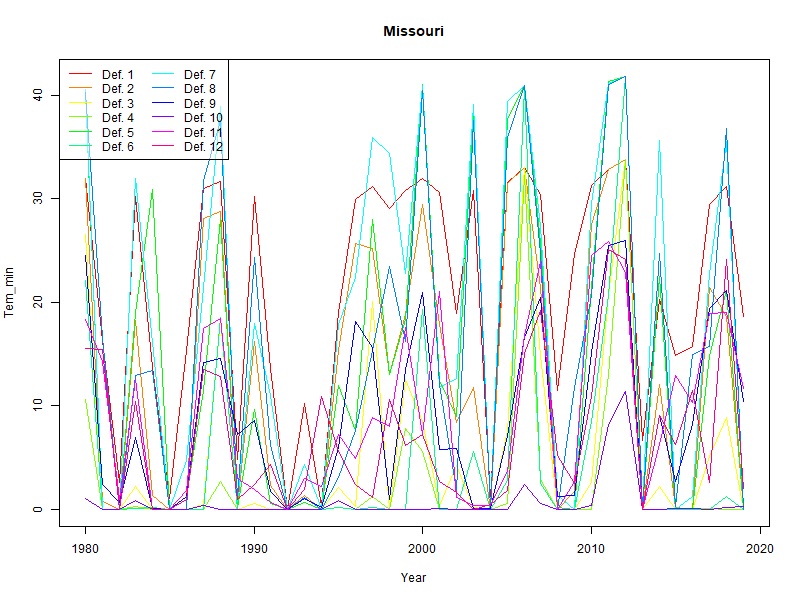 Missouri
Def. 1 Def. 7
Def. 2 Def. 8
Def. 3 Def. 9
Def. 4 Def. 10
Def. 5 Def. 11
Def. 6 Def. 12
Tem_min
40
30
20
10
0
1980 1990 2000 2010 2020
Year